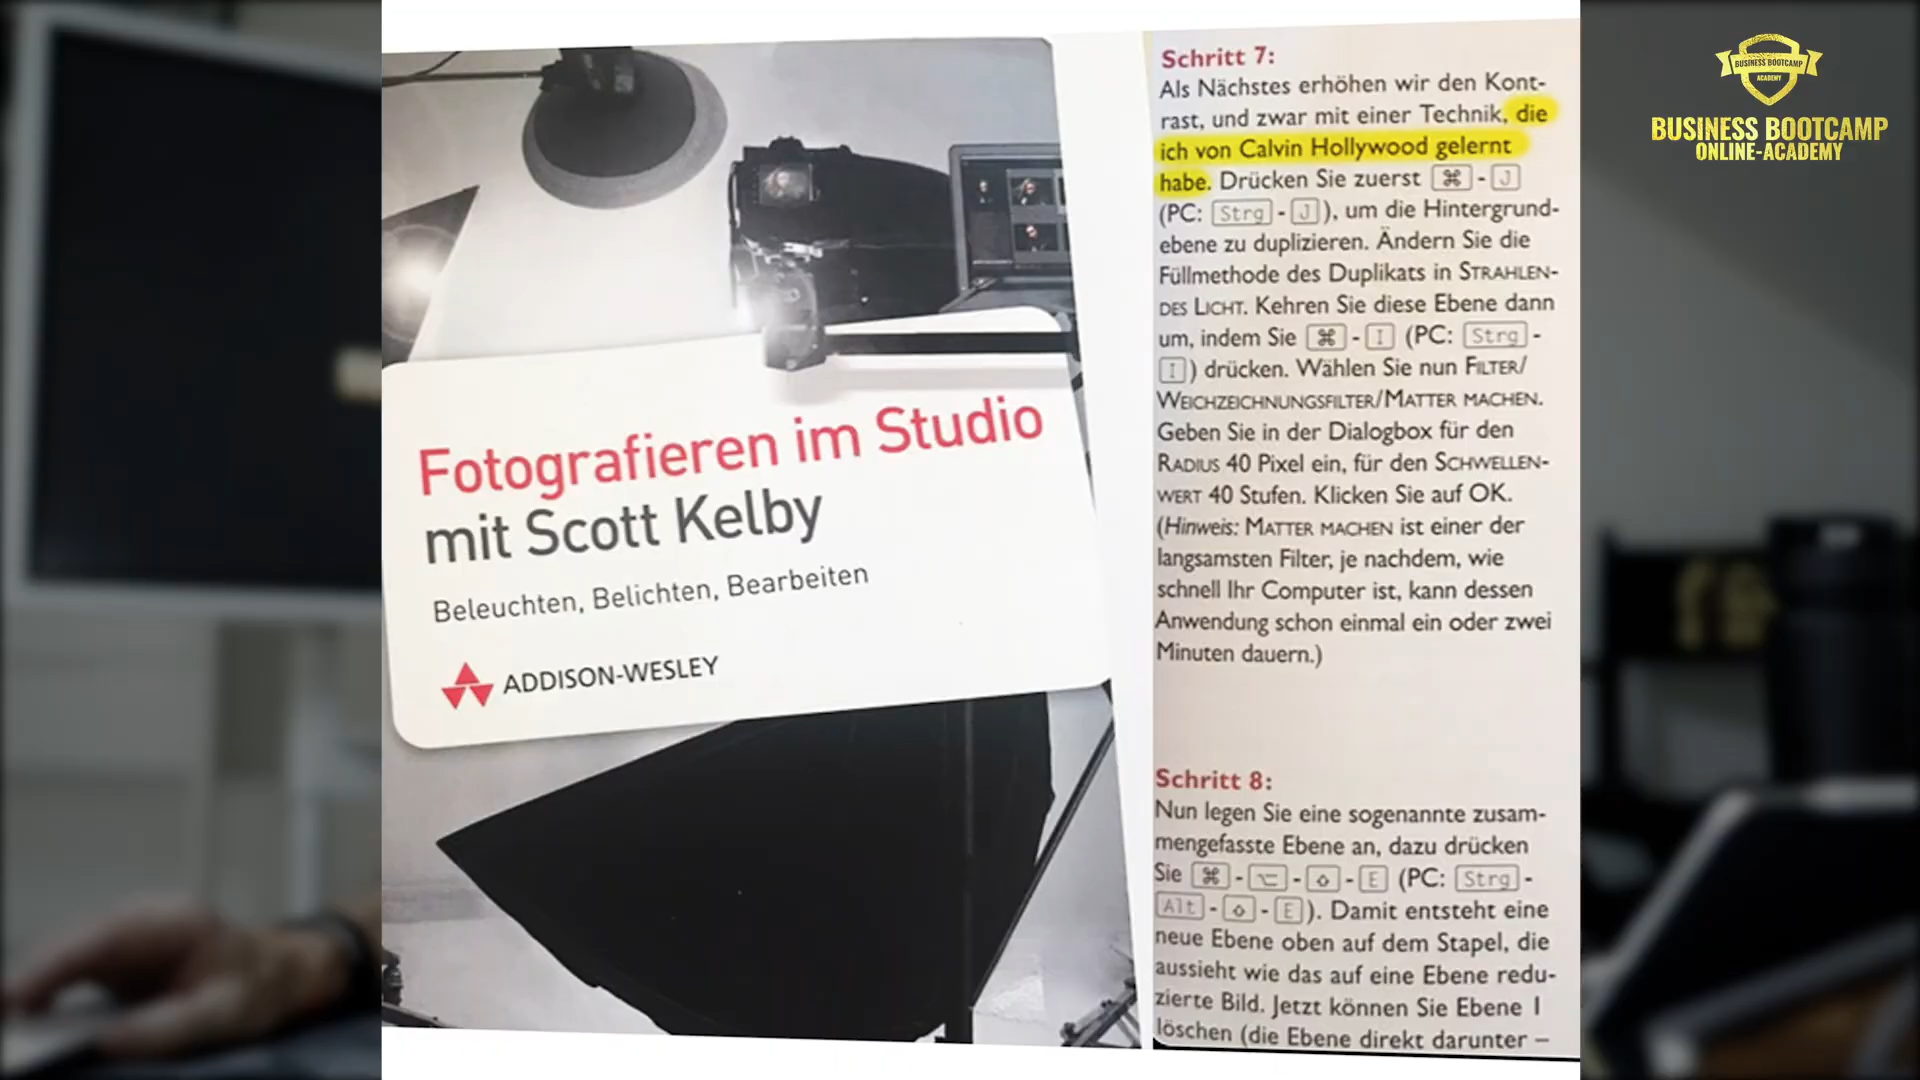 Fotografieren im Studio
mit Scott Kelby
Beleuchten, Belichten, Bearbeiten
ADDISON-WESLEY
Schritt 7:
Als Nächstes erhöhen wir den Kont-
rast, und zwar mit einer Technik, die
ich von Calvin Hollywood gelernt
habe. Drücken Sie zuerst ⌘ - J
(PC: Strg - J), um die Hintergrund-
ebene zu duplizieren. Ändern Sie die
Füllmethode des Duplikats in STRAHLEN-
DES LICHT. Kehren Sie diese Ebene dann
um, indem Sie ⌘ - I (PC: Strg -
I) drücken. Wählen Sie nun FILTER/
WEICHZEICHNUNGSFILTER/MATTER MACHEN.
Geben Sie in der Dialogbox für den
RADIUS 40 Pixel ein, für den SCHWELLEN-
WERT 40 Stufen. Klicken Sie auf OK.
(Hinweis: MATTER MACHEN ist einer der
langsamsten Filter, je nachdem, wie
schnell Ihr Computer ist, kann dessen
Anwendung schon einmal ein oder zwei
Minuten dauern.)
Schritt 8:
Nun legen Sie eine sogenannte zusam-
mengefasste Ebene an, dazu drücken
Sie ⌘ - ⌥ - ⇧ - E (PC: Strg -
Alt - ⇧ - E). Damit entsteht eine
neue Ebene oben auf dem Stapel, die
aussieht wie das auf eine Ebene redu-
zierte Bild. Jetzt können Sie Ebene 1
löschen (die Ebene direkt darunter –
BUSINESS BOOTCAMP
ACADEMY
BUSINESS BOOTCAMP
ONLINE-ACADEMY